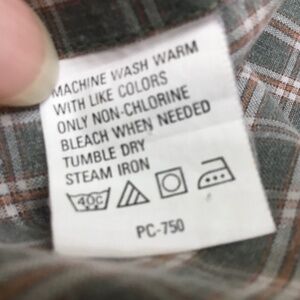 MACHINE WASH WARM
WITH LIKE COLORS
ONLY NON-CHLORINE
BLEACH WHEN NEEDED
TUMBLE DRY
STEAM IRON
40C
PC-750